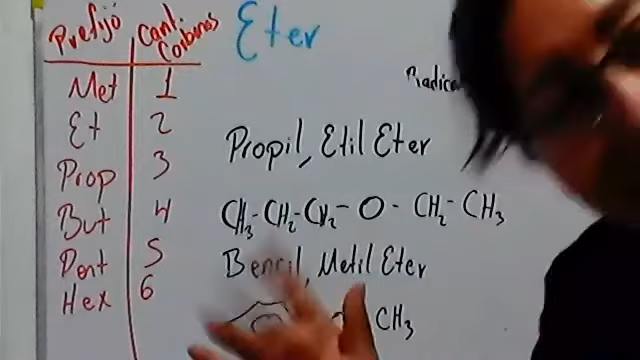 Prefijo Cant. Carbonos
Met 1
Et 2
Prop 3
But 4
Pent 5
Hex 6
Eter
Radica
Propil, Etil Eter
CH3-CH2-CH2-O-CH2-CH3
Bencil, Metil Eter
CH3